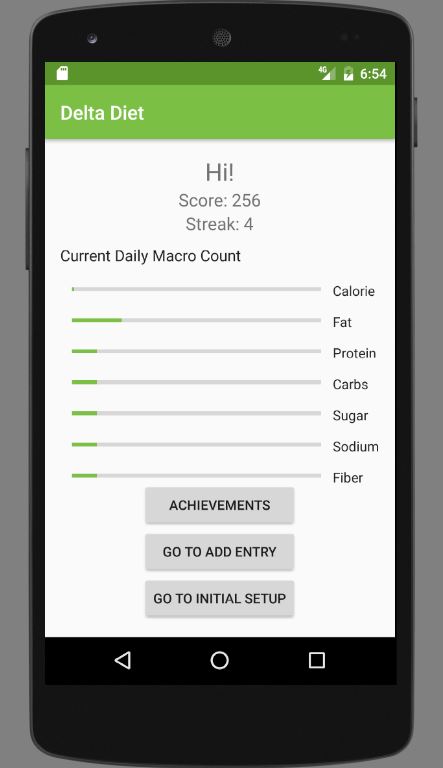 4G 6:54
Delta Diet
Hi!
Score: 256
Streak: 4
Current Daily Macro Count
Calorie
Fat
Protein
Carbs
Sugar
Sodium
Fiber
ACHIEVEMENTS
GO TO ADD ENTRY
GO TO INITIAL SETUP